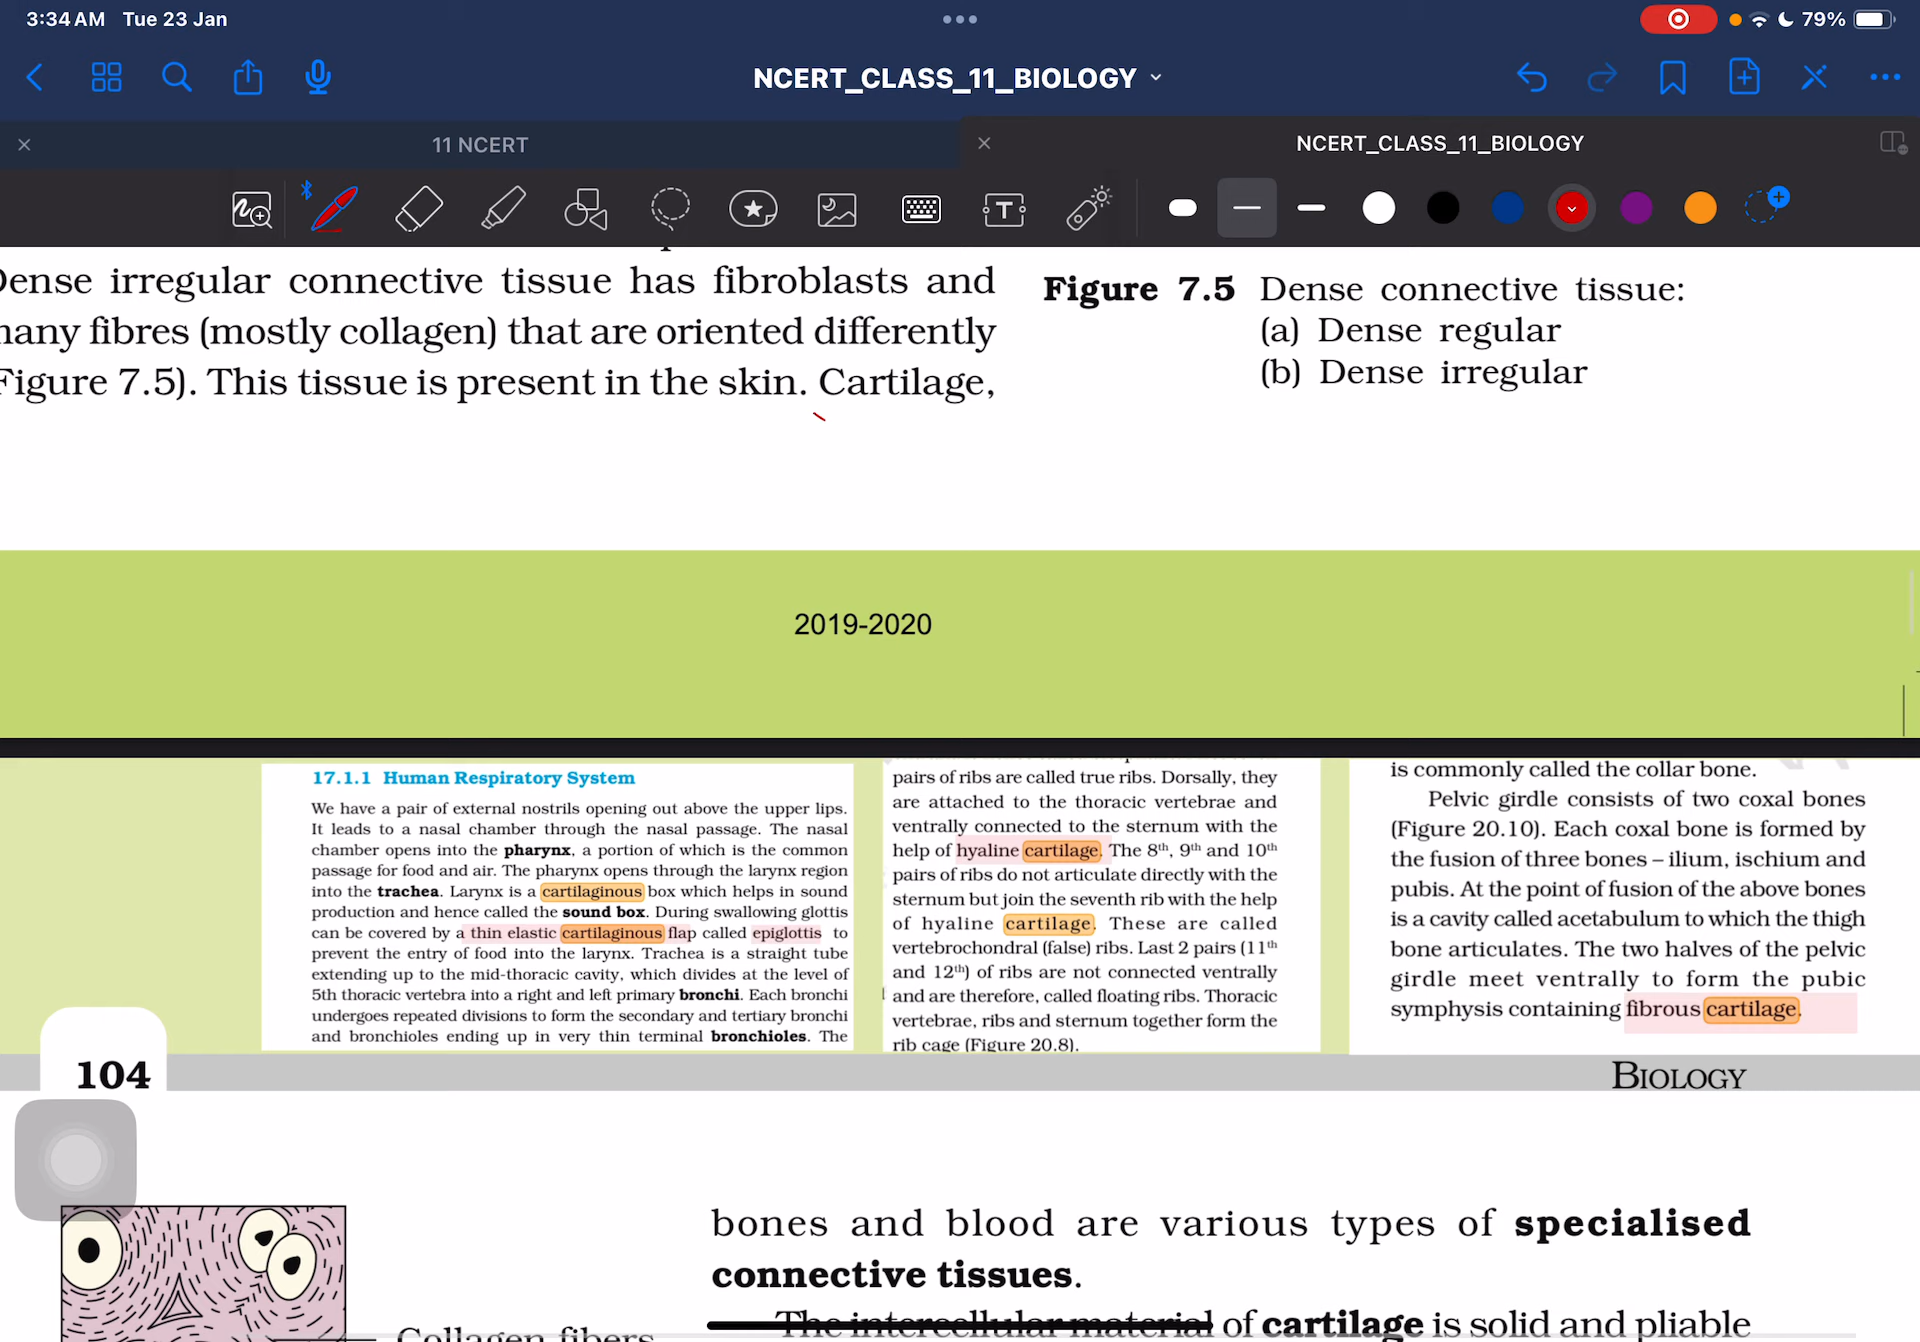 3:34 AM Tue 23 Jan
79%
NCERT_CLASS_11_BIOLOGY
11 NCERT
NCERT_CLASS_11_BIOLOGY
Dense irregular connective tissue has fibroblasts and
many fibres (mostly collagen) that are oriented differently
(Figure 7.5). This tissue is present in the skin. Cartilage,
Figure 7.5 Dense connective tissue:
(a) Dense regular
(b) Dense irregular
2019-2020
17.1.1 Human Respiratory System
We have a pair of external nostrils opening out above the upper lips.
It leads to a nasal chamber through the nasal passage. The nasal
chamber opens into the pharynx, a portion of which is the common
passage for food and air. The pharynx opens through the larynx region
into the trachea. Larynx is a cartilaginous box which helps in sound
production and hence called the sound box. During swallowing glottis
can be covered by a thin elastic cartilaginous flap called epiglottis to
prevent the entry of food into the larynx. Trachea is a straight tube
extending up to the mid-thoracic cavity, which divides at the level of
5th thoracic vertebra into a right and left primary bronchi. Each bronchi
undergoes repeated divisions to form the secondary and tertiary bronchi
and bronchioles ending up in very thin terminal bronchioles. The
pairs of ribs are called true ribs. Dorsally, they
are attached to the thoracic vertebrae and
ventrally connected to the sternum with the
help of hyaline cartilage. The 8th, 9th and 10th
pairs of ribs do not articulate directly with the
sternum but join the seventh rib with the help
of hyaline cartilage. These are called
vertebrochondral (false) ribs. Last 2 pairs (11th
and 12th) of ribs are not connected ventrally
and are therefore, called floating ribs. Thoracic
vertebrae, ribs and sternum together form the
rib cage (Figure 20.8).
is commonly called the collar bone.
Pelvic girdle consists of two coxal bones
(Figure 20.10). Each coxal bone is formed by
the fusion of three bones – ilium, ischium and
pubis. At the point of fusion of the above bones
is a cavity called acetabulum to which the thigh
bone articulates. The two halves of the pelvic
girdle meet ventrally to form the pubic
symphysis containing fibrous cartilage.
104
BIOLOGY
bones and blood are various types of specialised
connective tissues.
The intercellular material of cartilage is solid and pliable
Collagen fibers